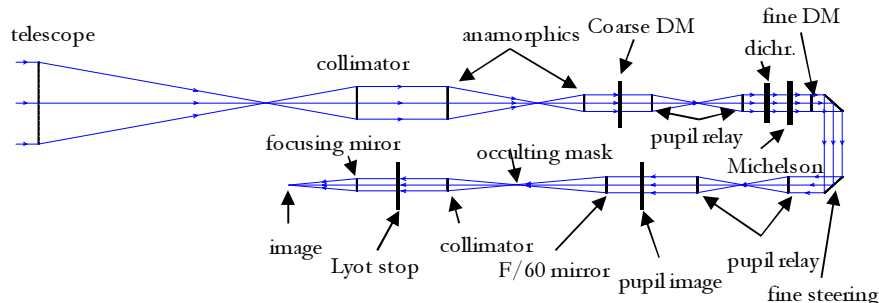 telescope
collimator
anamorphics
Coarse DM
fine DM
dichr.
pupil relay
Michelson
focusing miror
occulting mask
image
Lyot stop
collimator
F/60 mirror
pupil image
pupil relay
fine steering